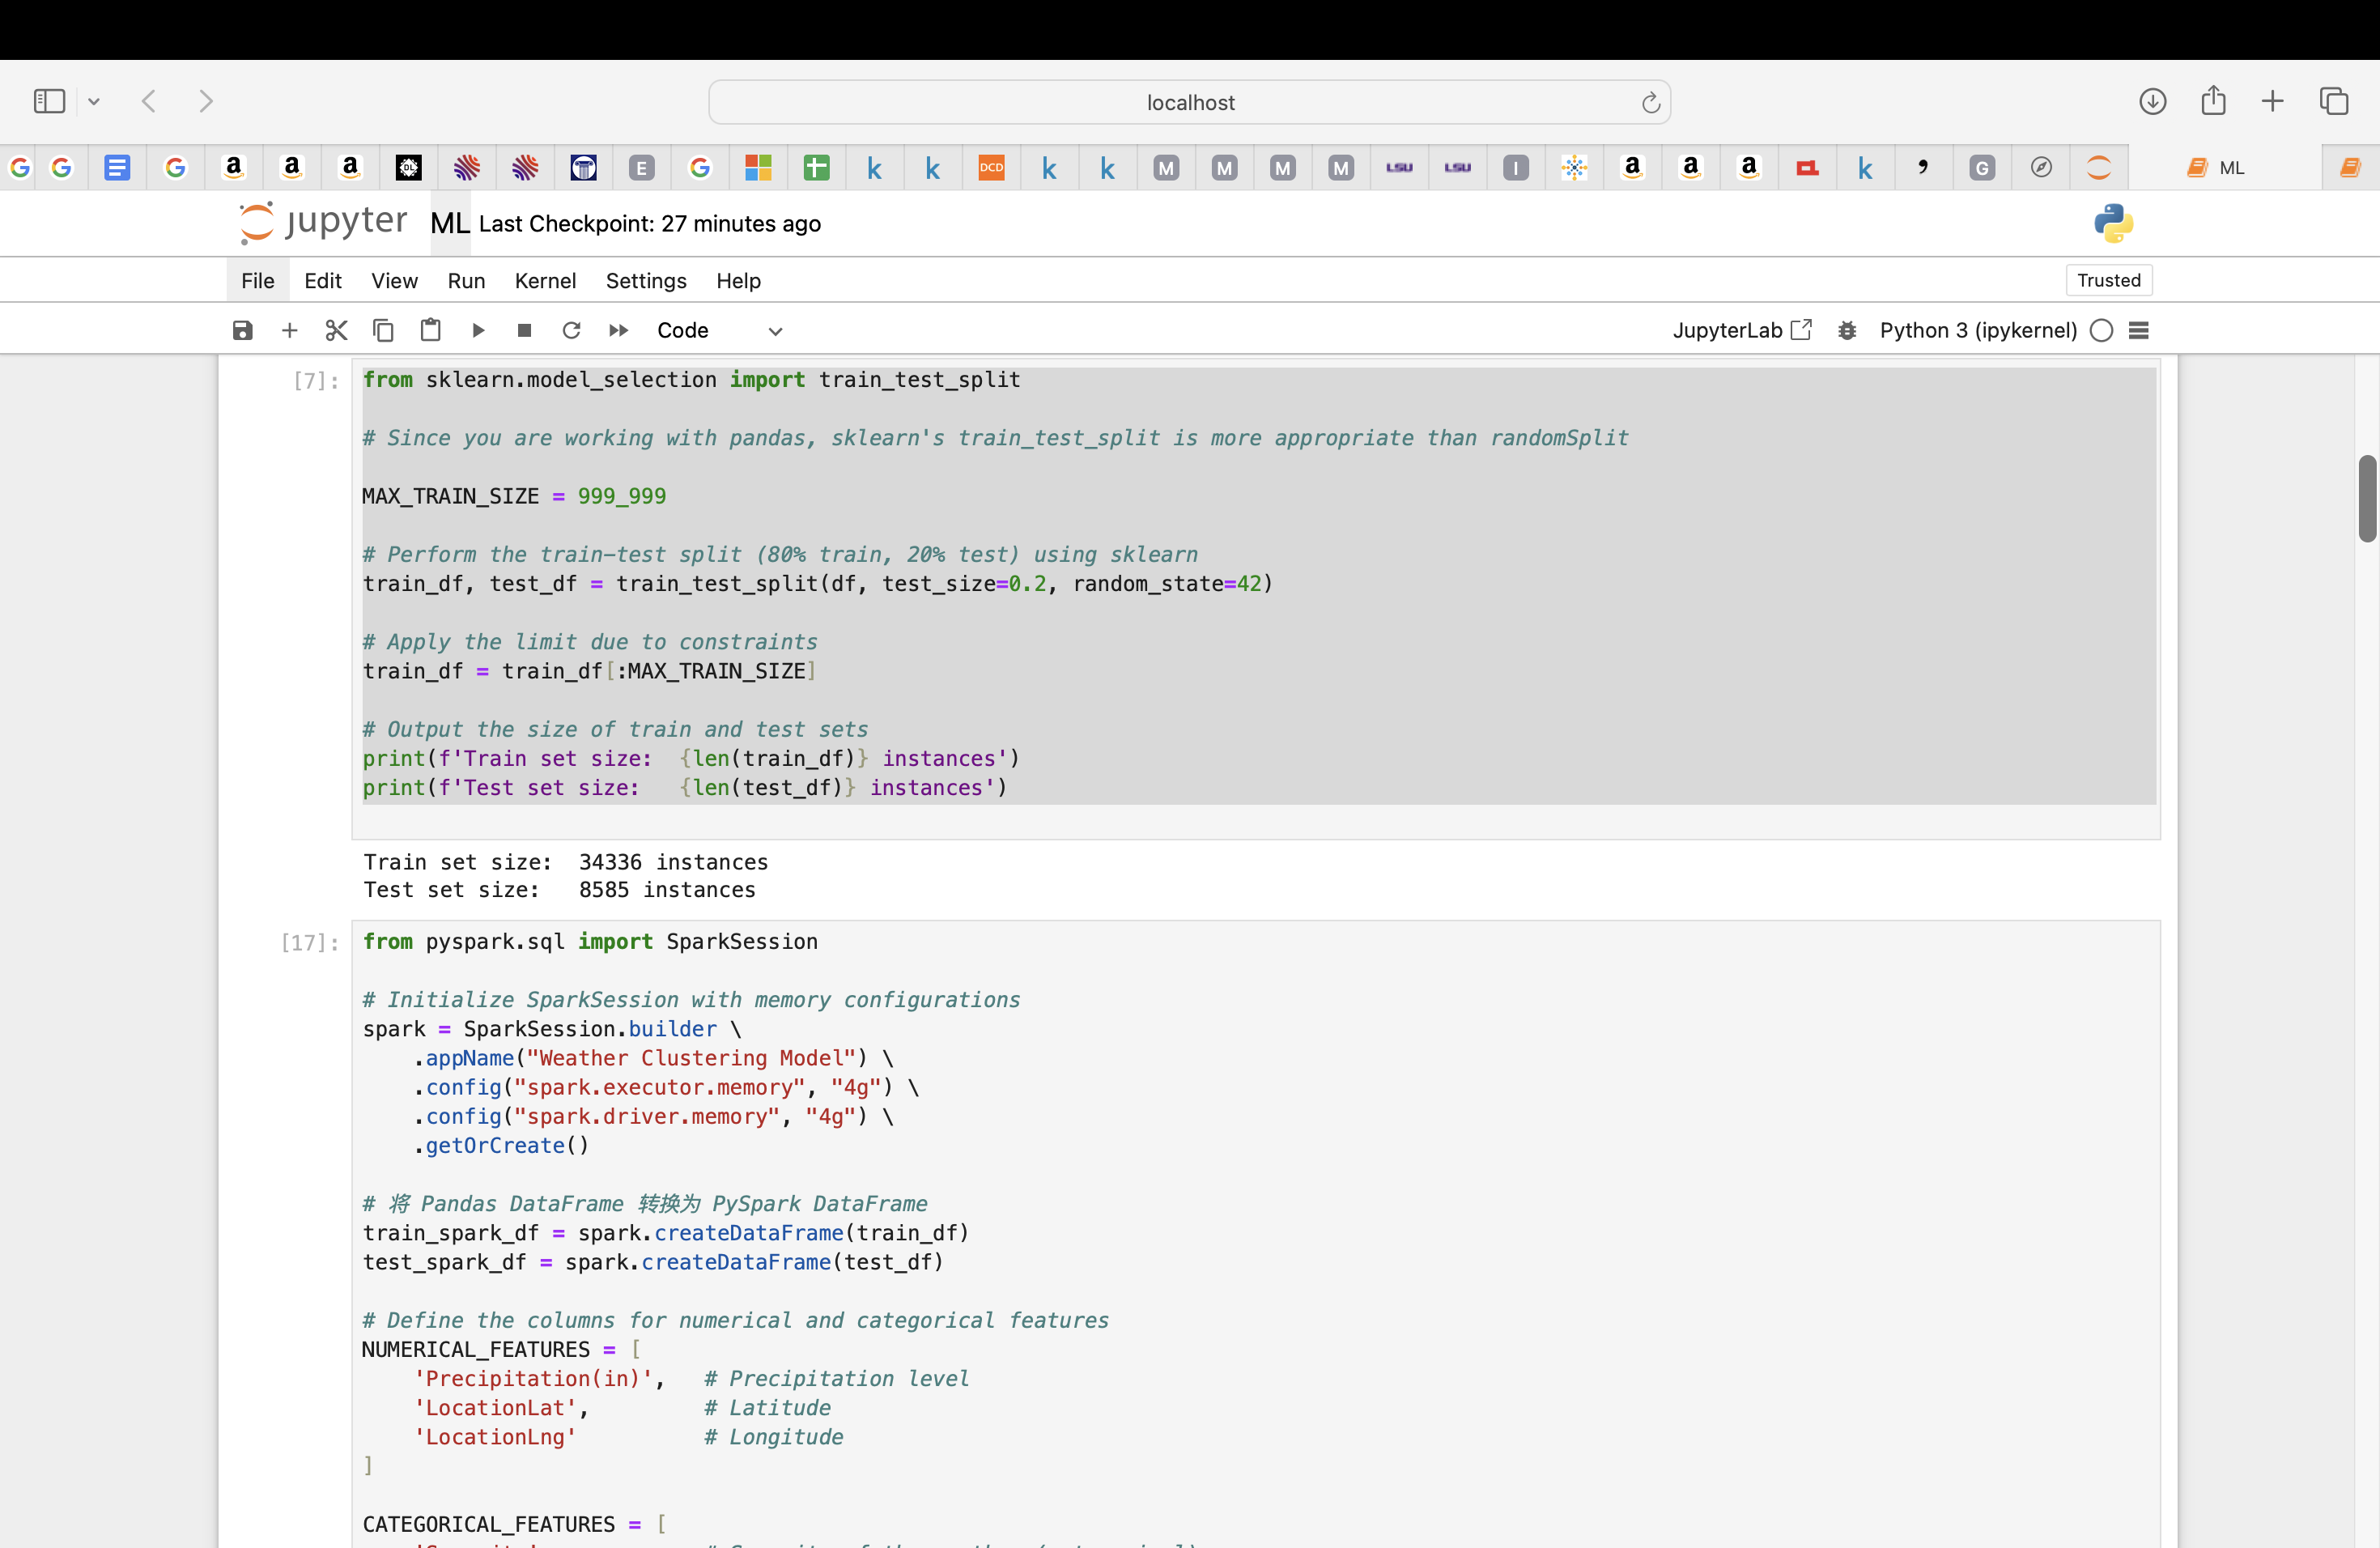 localhost
ML
jupyter ML Last Checkpoint: 27 minutes ago
File Edit View Run Kernel Settings Help Trusted
Code JupyterLab Python 3 (ipykernel)
[7]: from sklearn.model_selection import train_test_split
# Since you are working with pandas, sklearn's train_test_split is more appropriate than randomSplit
MAX_TRAIN_SIZE = 999_999
# Perform the train-test split (80% train, 20% test) using sklearn
train_df, test_df = train_test_split(df, test_size=0.2, random_state=42)
# Apply the limit due to constraints
train_df = train_df[:MAX_TRAIN_SIZE]
# Output the size of train and test sets
print(f'Train set size:  {len(train_df)} instances')
print(f'Test set size:   {len(test_df)} instances')
Train set size:  34336 instances
Test set size:   8585 instances
[17]: from pyspark.sql import SparkSession
# Initialize SparkSession with memory configurations
spark = SparkSession.builder \
    .appName("Weather Clustering Model") \
    .config("spark.executor.memory", "4g") \
    .config("spark.driver.memory", "4g") \
    .getOrCreate()
# 将 Pandas DataFrame 转换为 PySpark DataFrame
train_spark_df = spark.createDataFrame(train_df)
test_spark_df = spark.createDataFrame(test_df)
# Define the columns for numerical and categorical features
NUMERICAL_FEATURES = [
    'Precipitation(in)',   # Precipitation level
    'LocationLat',         # Latitude
    'LocationLng'          # Longitude
]
CATEGORICAL_FEATURES = [